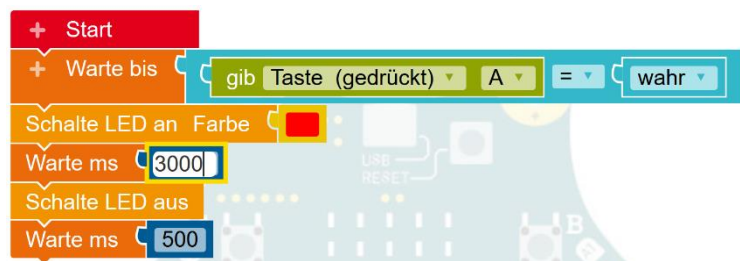 + Start
+ Warte bis gib Taste (gedrückt) A = wahr
Schalte LED an Farbe
Warte ms 3000
USB
RESET
Schalte LED aus
Warte ms 500
B
A1